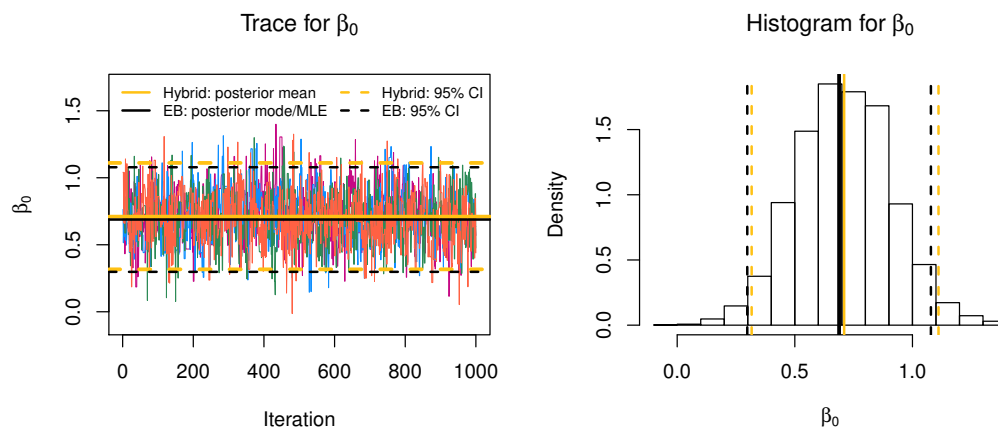 Trace for β0
Hybrid: posterior mean
EB: posterior mode/MLE
Hybrid: 95% CI
EB: 95% CI
β0
0.0
0.5
1.0
1.5
0 200 400 600 800 1000
Iteration
Histogram for β0
Density
0.0
0.5
1.0
1.5
0.0 0.5 1.0
β0